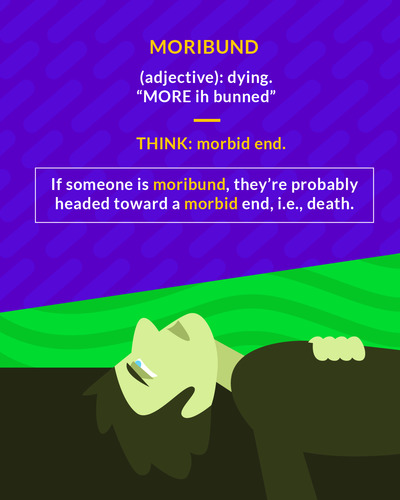 MORIBUND
(adjective): dying.
“MORE ih bunned”
THINK: morbid end.
If someone is moribund, they’re probably
headed toward a morbid end, i.e., death.